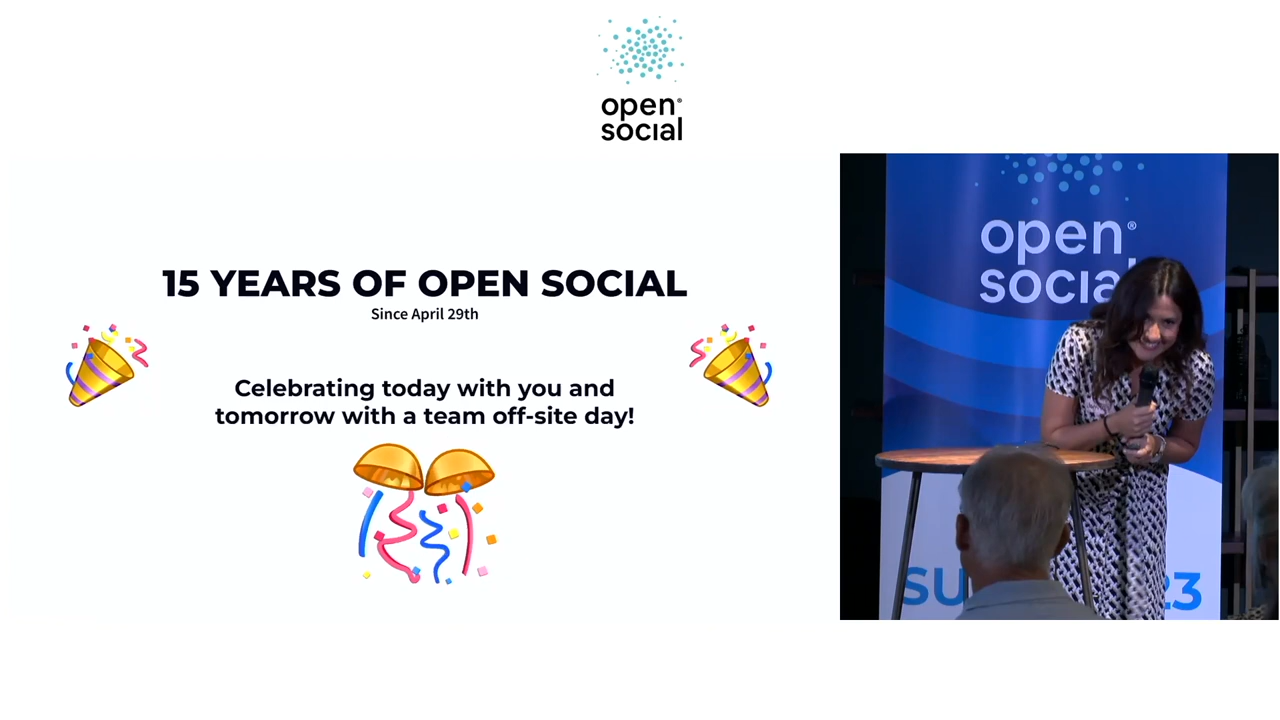 open®
social
15 YEARS OF OPEN SOCIAL
Since April 29th
Celebrating today with you and
tomorrow with a team off-site day!
open®
socia
SU 23